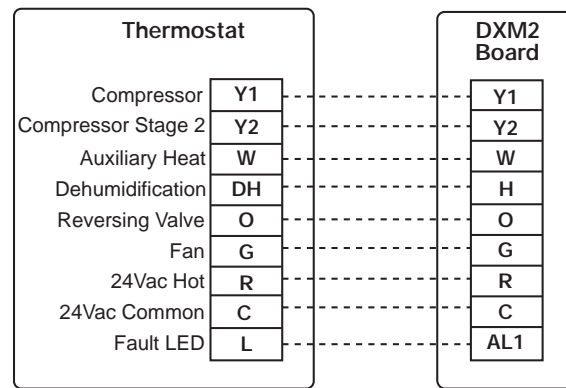 Thermostat
DXM2
Board
Compressor Y1 Y1
Compressor Stage 2 Y2 Y2
Auxiliary Heat W W
Dehumidification DH H
Reversing Valve O O
Fan G G
24Vac Hot R R
24Vac Common C C
Fault LED L AL1